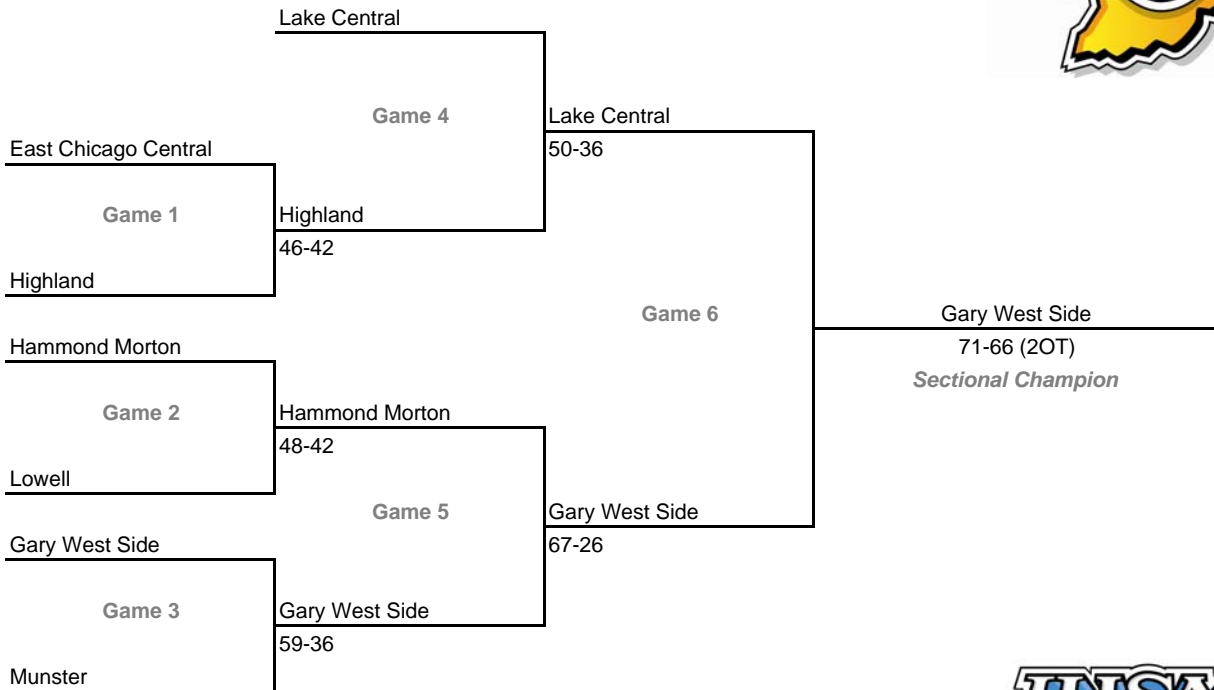 Lake Central
Game 4
Lake Central
East Chicago Central
50-36
Game 1
Highland
46-42
Highland
Game 6
Gary West Side
Hammond Morton
71-66 (2OT)
Sectional Champion
Game 2
Hammond Morton
48-42
Lowell
Game 5
Gary West Side
Gary West Side
67-26
Game 3
Gary West Side
59-36
Munster